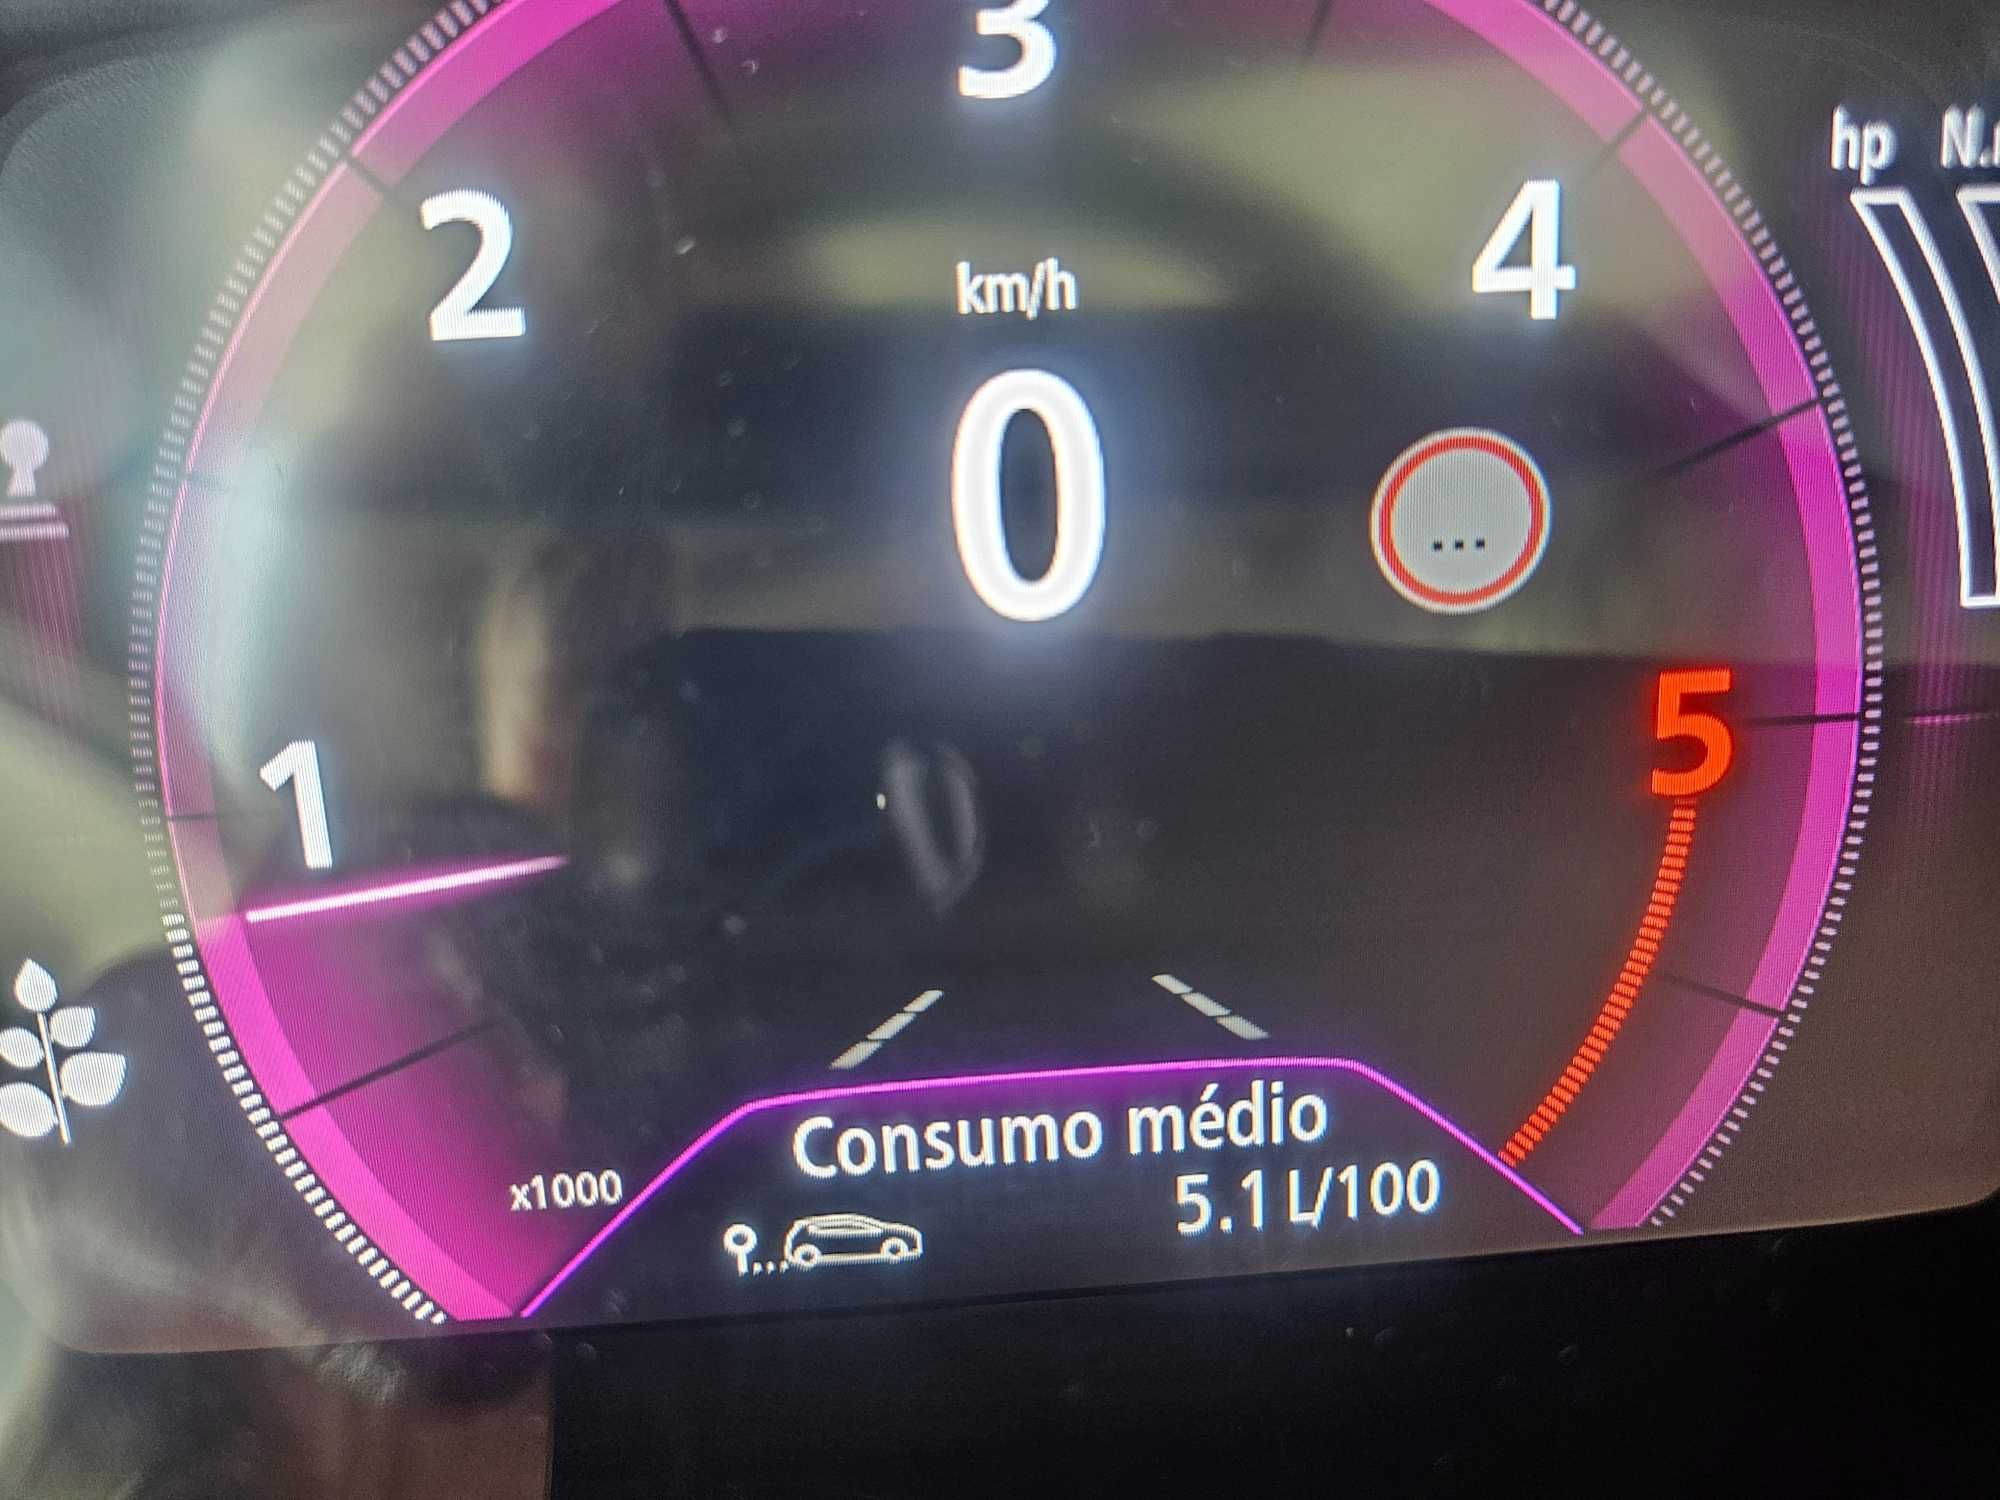 3
hp
2
4
km/h
0
...
5
1
Consumo médio
x1000
5.1 L/100